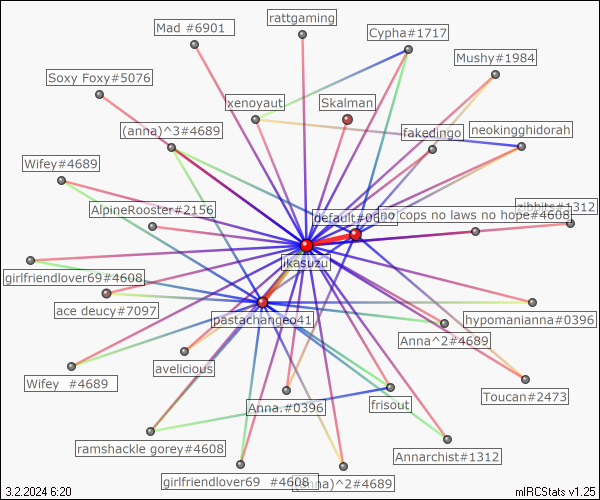 rattgaming
Mad #6901
Cypha#1717
Mushy#1984
Soxy Foxy#5076
xenoyaut
Skalman
(anna)^3#4689
fakedingo
neokingghidorah
Wifey#4689
AlpineRooster#2156
default#06
no cops no laws no hope#4608
zibbits#1312
ikasuzu
girlfriendlover69#4608
ace deucy#7097
pastachangeo41
hypomanianna#0396
Anna^2#4689
avelicious
Wifey #4689
Anna.#0396
frisout
Toucan#2473
ramshackle gorey#4608
Annarchist#1312
girlfriendlover69 #4608
(anna)^2#4689
3.2.2024 6:20
mIRCStats v1.25